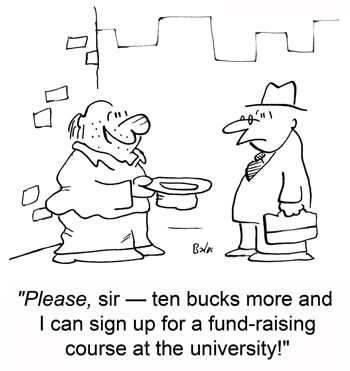 "Please, sir — ten bucks more and
I can sign up for a fund-raising
course at the university!"